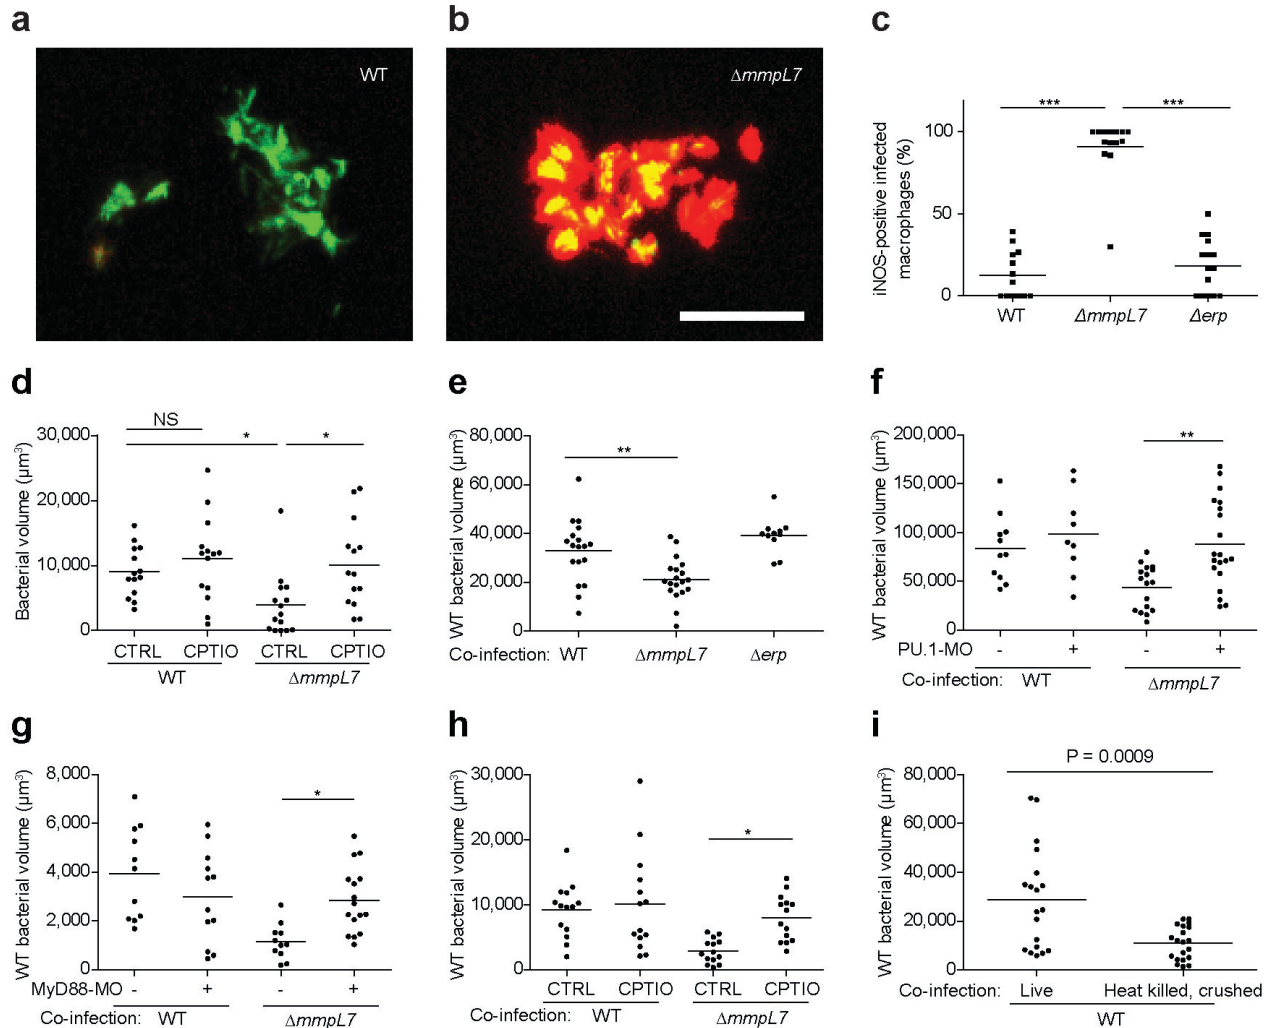 a
WT
b
ΔmmpL7
c
iNOS-positive infected
macrophages (%)
100
50
0
***
***
WT
ΔmmpL7
Δerp
d
Bacterial volume (µm³)
30,000
20,000
10,000
0
NS
*
*
CTRL
CPTIO
CTRL
CPTIO
WT
ΔmmpL7
e
WT bacterial volume (µm³)
80,000
60,000
40,000
20,000
0
**
Co-infection:
WT
ΔmmpL7
Δerp
f
WT bacterial volume (µm³)
200,000
150,000
100,000
50,000
0
**
PU.1-MO
-
+
-
+
Co-infection:
WT
ΔmmpL7
g
WT bacterial volume (µm³)
8,000
6,000
4,000
2,000
0
*
MyD88-MO
-
+
-
+
Co-infection:
WT
ΔmmpL7
h
WT bacterial volume (µm³)
30,000
20,000
10,000
0
*
CTRL
CPTIO
CTRL
CPTIO
Co-infection:
WT
ΔmmpL7
i
WT bacterial volume (µm³)
80,000
60,000
40,000
20,000
0
P = 0.0009
Co-infection:
Live
Heat killed, crushed
WT